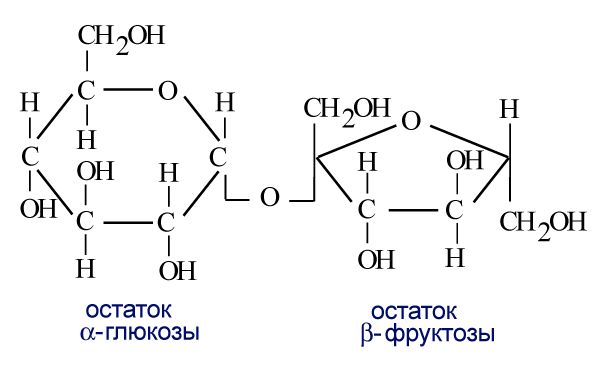 CH2OH
H C O H CH2OH O H
C H C H OH
OH OH H O
OH C C C C CH2OH
H OH OH H
остаток
α-глюкозы
остаток
β-фруктозы